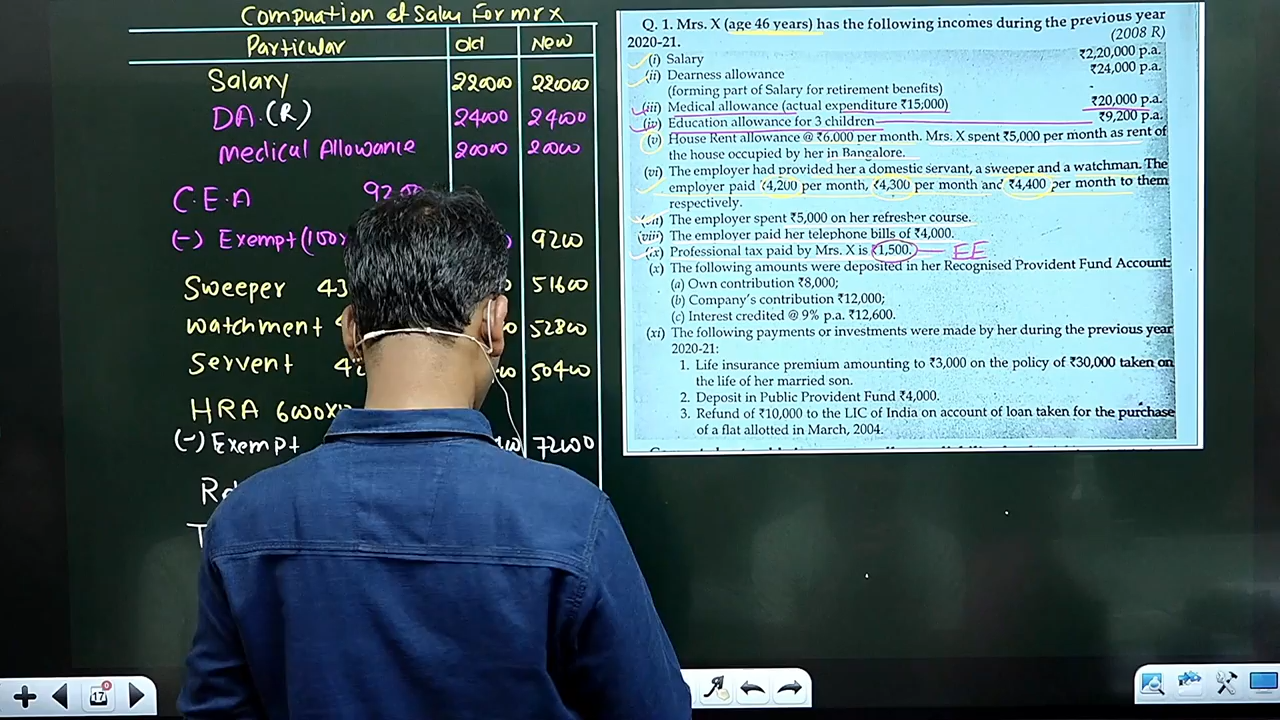 Compuation of Salary For mr x
Particular Old New
Salary 220000 220000
DA.(R) 24000 24000
Medical Allowance 20000 20000
C.E.A
(-) Exempt 9200
Sweeper 51600
watchment 52800
Servent 50400
HRA
(-) Exempt 72000
Q. 1. Mrs. X (age 46 years) has the following incomes during the previous year
2020-21. (2008 R)
(i) Salary ₹2,20,000 p.a.
(ii) Dearness allowance ₹24,000 p.a.
(forming part of Salary for retirement benefits)
(iii) Medical allowance (actual expenditure ₹15,000) ₹20,000 p.a.
(iv) Education allowance for 3 children ₹9,200 p.a.
(v) House Rent allowance @ ₹6,000 per month. Mrs. X spent ₹5,000 per month as rent of
the house occupied by her in Bangalore.
(vi) The employer had provided her a domestic servant, a sweeper and a watchman. The
employer paid ₹4,200 per month, ₹4,300 per month and ₹4,400 per month to them
respectively.
(vii) The employer spent ₹5,000 on her refresher course.
(viii) The employer paid her telephone bills of ₹4,000.
(ix) Professional tax paid by Mrs. X is ₹1,500. EE
(x) The following amounts were deposited in her Recognised Provident Fund Account:
(a) Own contribution ₹8,000;
(b) Company's contribution ₹12,000;
(c) Interest credited @ 9% p.a. ₹12,600.
(xi) The following payments or investments were made by her during the previous year
2020-21:
1. Life insurance premium amounting to ₹3,000 on the policy of ₹30,000 taken on
the life of her married son.
2. Deposit in Public Provident Fund ₹4,000.
3. Refund of ₹10,000 to the LIC of India on account of loan taken for the purchase
of a flat allotted in March, 2004.
17